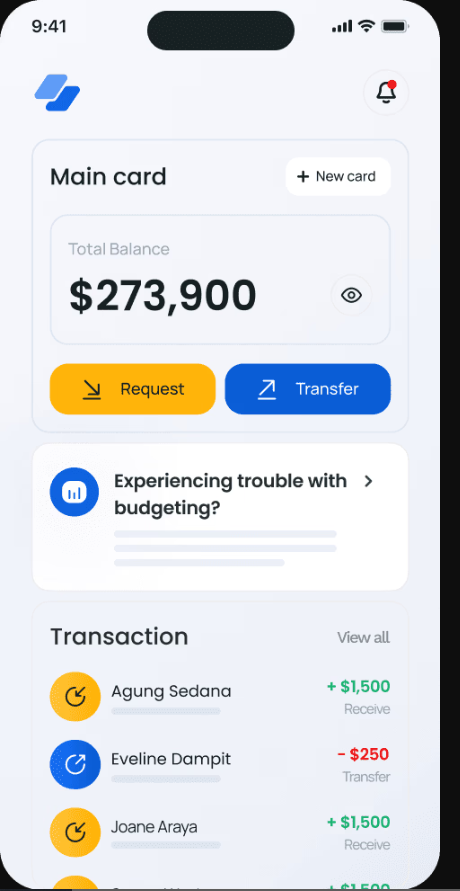 9:41
Main card
+ New card
Total Balance
$273,900
Request
Transfer
Experiencing trouble with
budgeting?
Transaction
View all
Agung Sedana
+ $1,500
Receive
Eveline Dampit
- $250
Transfer
Joane Araya
+ $1,500
Receive
+ $1,500